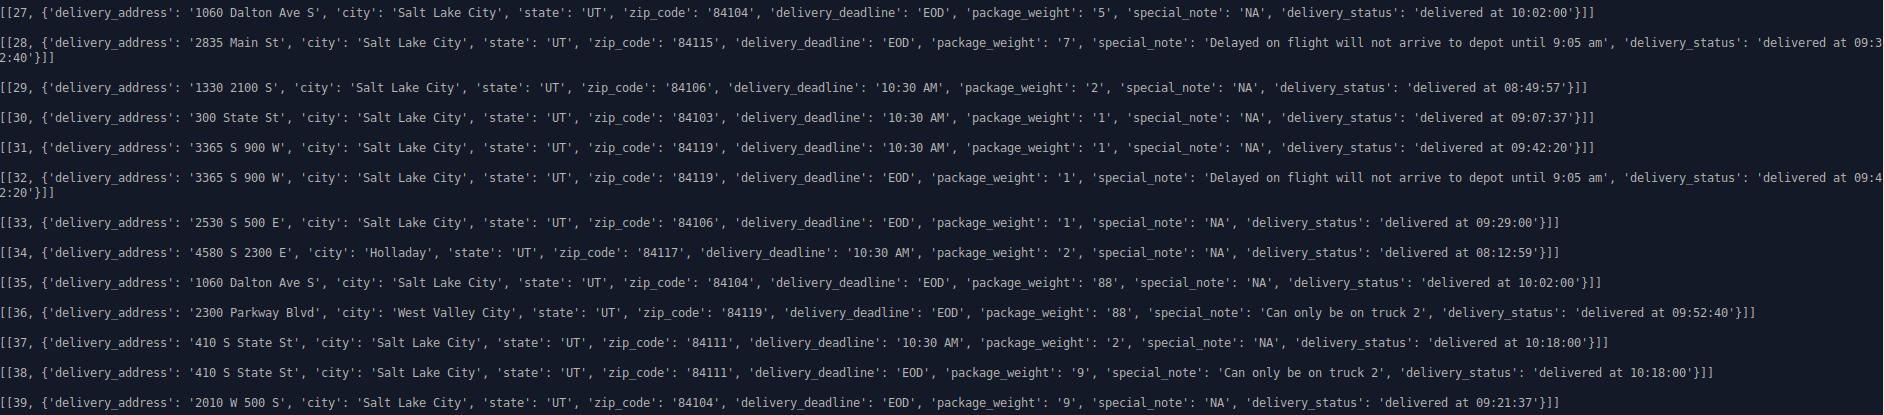 [[27, {'delivery_address': '1060 Dalton Ave S', 'city': 'Salt Lake City', 'state': 'UT', 'zip_code': '84104', 'delivery_deadline': 'EOD', 'package_weight': '5', 'special_note': 'NA', 'delivery_status': 'delivered at 10:02:00'}]]
[[28, {'delivery_address': '2835 Main St', 'city': 'Salt Lake City', 'state': 'UT', 'zip_code': '84115', 'delivery_deadline': 'EOD', 'package_weight': '7', 'special_note': 'Delayed on flight will not arrive to depot until 9:05 am', 'delivery_status': 'delivered at 09:3
2:40'}]]
[[29, {'delivery_address': '1330 2100 S', 'city': 'Salt Lake City', 'state': 'UT', 'zip_code': '84106', 'delivery_deadline': '10:30 AM', 'package_weight': '2', 'special_note': 'NA', 'delivery_status': 'delivered at 08:49:57'}]]
[[30, {'delivery_address': '300 State St', 'city': 'Salt Lake City', 'state': 'UT', 'zip_code': '84103', 'delivery_deadline': '10:30 AM', 'package_weight': '1', 'special_note': 'NA', 'delivery_status': 'delivered at 09:07:37'}]]
[[31, {'delivery_address': '3365 S 900 W', 'city': 'Salt Lake City', 'state': 'UT', 'zip_code': '84119', 'delivery_deadline': '10:30 AM', 'package_weight': '1', 'special_note': 'NA', 'delivery_status': 'delivered at 09:42:20'}]]
[[32, {'delivery_address': '3365 S 900 W', 'city': 'Salt Lake City', 'state': 'UT', 'zip_code': '84119', 'delivery_deadline': 'EOD', 'package_weight': '1', 'special_note': 'Delayed on flight will not arrive to depot until 9:05 am', 'delivery_status': 'delivered at 09:4
2:20'}]]
[[33, {'delivery_address': '2530 S 500 E', 'city': 'Salt Lake City', 'state': 'UT', 'zip_code': '84106', 'delivery_deadline': 'EOD', 'package_weight': '1', 'special_note': 'NA', 'delivery_status': 'delivered at 09:29:00'}]]
[[34, {'delivery_address': '4580 S 2300 E', 'city': 'Holladay', 'state': 'UT', 'zip_code': '84117', 'delivery_deadline': '10:30 AM', 'package_weight': '2', 'special_note': 'NA', 'delivery_status': 'delivered at 08:12:59'}]]
[[35, {'delivery_address': '1060 Dalton Ave S', 'city': 'Salt Lake City', 'state': 'UT', 'zip_code': '84104', 'delivery_deadline': 'EOD', 'package_weight': '88', 'special_note': 'NA', 'delivery_status': 'delivered at 10:02:00'}]]
[[36, {'delivery_address': '2300 Parkway Blvd', 'city': 'West Valley City', 'state': 'UT', 'zip_code': '84119', 'delivery_deadline': 'EOD', 'package_weight': '88', 'special_note': 'Can only be on truck 2', 'delivery_status': 'delivered at 09:52:40'}]]
[[37, {'delivery_address': '410 S State St', 'city': 'Salt Lake City', 'state': 'UT', 'zip_code': '84111', 'delivery_deadline': '10:30 AM', 'package_weight': '2', 'special_note': 'NA', 'delivery_status': 'delivered at 10:18:00'}]]
[[38, {'delivery_address': '410 S State St', 'city': 'Salt Lake City', 'state': 'UT', 'zip_code': '84111', 'delivery_deadline': 'EOD', 'package_weight': '9', 'special_note': 'Can only be on truck 2', 'delivery_status': 'delivered at 10:18:00'}]]
[[39, {'delivery_address': '2010 W 500 S', 'city': 'Salt Lake City', 'state': 'UT', 'zip_code': '84104', 'delivery_deadline': 'EOD', 'package_weight': '9', 'special_note': 'NA', 'delivery_status': 'delivered at 09:21:37'}]]